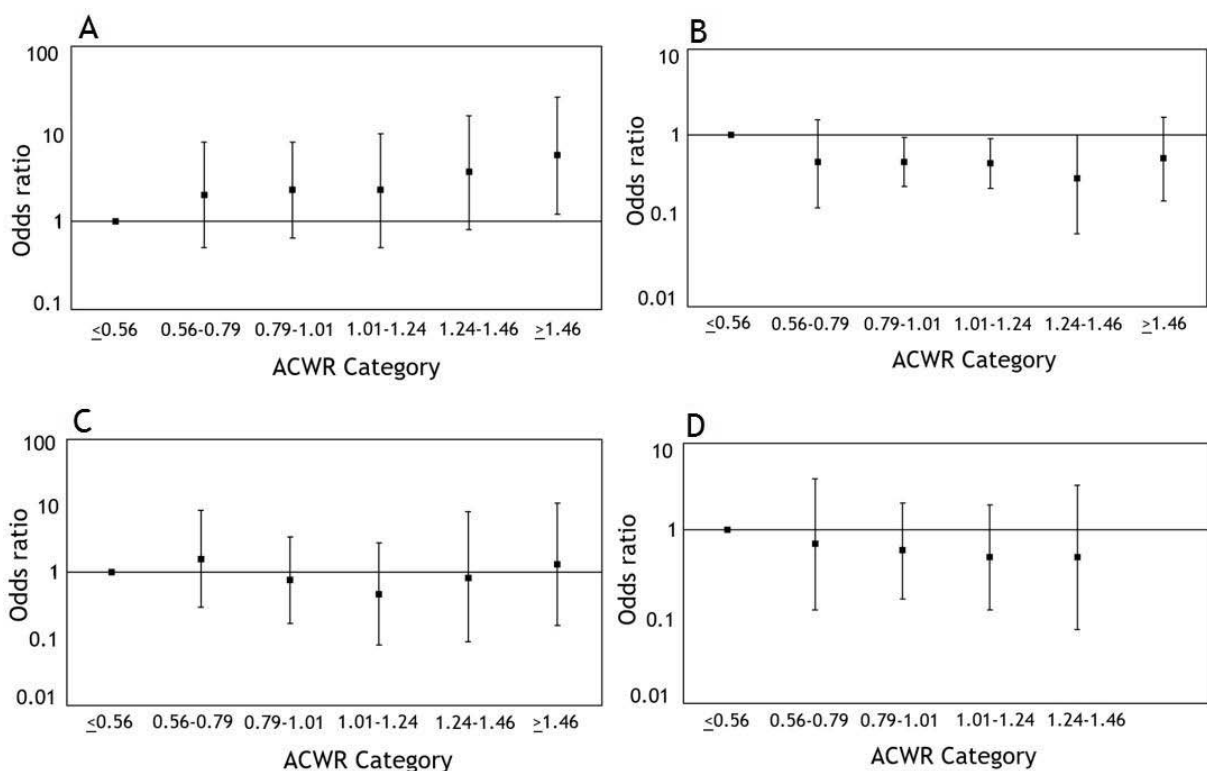 A
100
10
1
0.1
Odds ratio
≤0.56 0.56-0.79 0.79-1.01 1.01-1.24 1.24-1.46 ≥1.46
ACWR Category
B
10
1
0.1
0.01
Odds ratio
≤0.56 0.56-0.79 0.79-1.01 1.01-1.24 1.24-1.46 ≥1.46
ACWR Category
C
100
10
1
0.1
0.01
Odds ratio
≤0.56 0.56-0.79 0.79-1.01 1.01-1.24 1.24-1.46 ≥1.46
ACWR Category
D
10
1
0.1
0.01
Odds ratio
≤0.56 0.56-0.79 0.79-1.01 1.01-1.24 1.24-1.46
ACWR Category